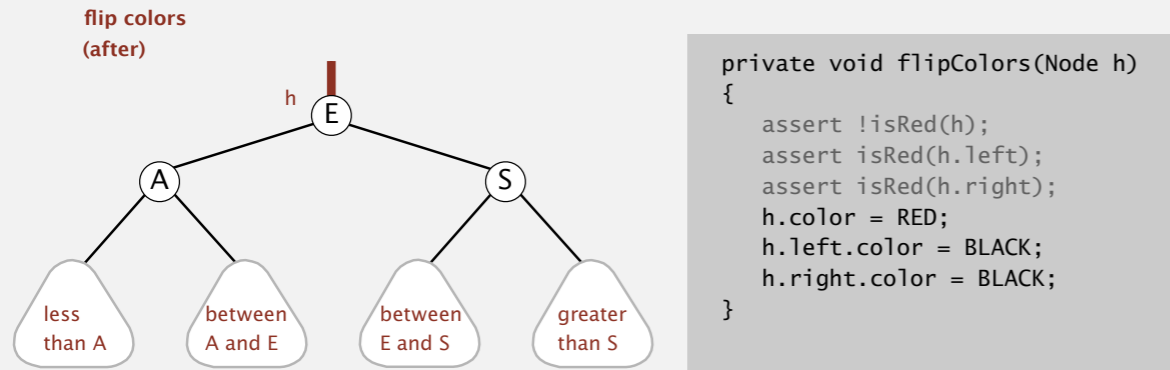 flip colors
(after)
h
E
A
S
less
than A
between
A and E
between
E and S
greater
than S
private void flipColors(Node h)
{
   assert !isRed(h);
   assert isRed(h.left);
   assert isRed(h.right);
   h.color = RED;
   h.left.color = BLACK;
   h.right.color = BLACK;
}